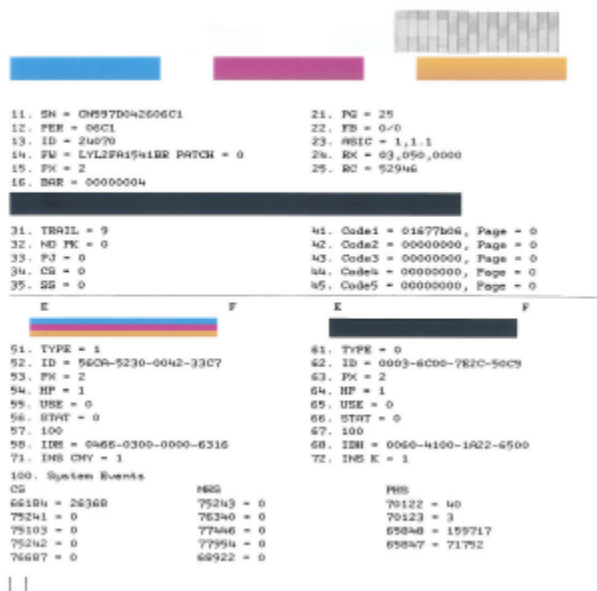 11. SN = CN597D042606C1
12. PER = 06C1
13. ID = 24070
14. FW = LYL2FA1541BR PATCH = 0
15. PX = 2
16. BAR = 00000004
21. PG = 25
22. FB = 0/0
23. ASIC = 1,1.1
24. RX = 03,050,0000
25. RC = 52946
31. TRAIL = 9
32. NO PK = 0
33. PJ = 0
34. CS = 0
35. SS = 0
41. Code1 = 01677b06, Page = 0
42. Code2 = 00000000, Page = 0
43. Code3 = 00000000, Page = 0
44. Code4 = 00000000, Page = 0
45. Code5 = 00000000, Page = 0
E F
51. TYPE = 1
52. ID = 56CA-5230-0042-33C7
53. PX = 2
54. HP = 1
55. USE = 0
56. STAT = 0
57. 100
58. IDH = 0466-0300-0000-6316
71. INS CMY = 1
E F
61. TYPE = 0
62. ID = 0003-6C00-7E2C-50C9
63. PX = 2
64. HP = 1
65. USE = 0
66. STAT = 0
67. 100
68. IDH = 0060-4100-1A22-6500
72. INS K = 1
100. System Events
CS
66184 = 26368
75241 = 0
75103 = 0
75242 = 0
76687 = 0
MRS
75243 = 0
76340 = 0
77446 = 0
77954 = 0
68922 = 0
PHS
70122 = 40
70123 = 3
65848 = 159717
65847 = 71752